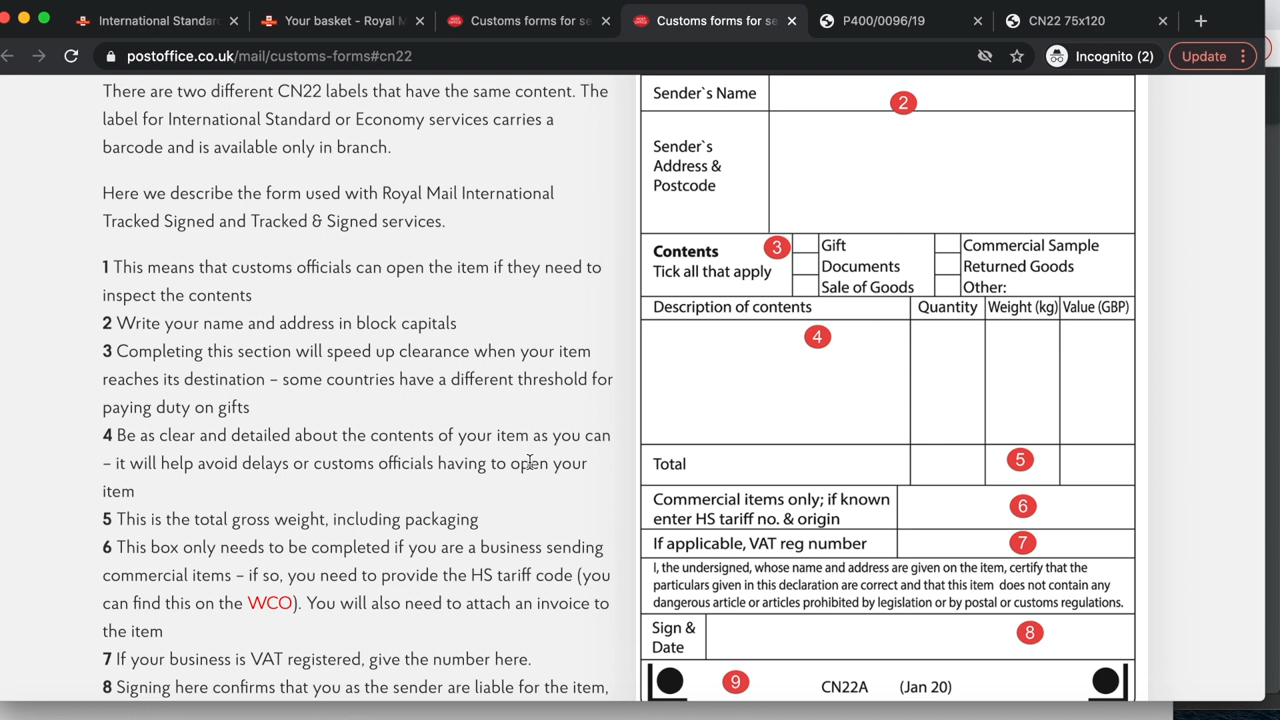 International Standar
Your basket - Royal M
Customs forms for se
Customs forms for se
P400/0096/19
CN22 75x120
postoffice.co.uk/mail/customs-forms#cn22
Incognito (2)
Update
There are two different CN22 labels that have the same content. The
label for International Standard or Economy services carries a
barcode and is available only in branch.
Here we describe the form used with Royal Mail International
Tracked Signed and Tracked & Signed services.
1 This means that customs officials can open the item if they need to
inspect the contents
2 Write your name and address in block capitals
3 Completing this section will speed up clearance when your item
reaches its destination – some countries have a different threshold for
paying duty on gifts
4 Be as clear and detailed about the contents of your item as you can
– it will help avoid delays or customs officials having to open your
item
5 This is the total gross weight, including packaging
6 This box only needs to be completed if you are a business sending
commercial items – if so, you need to provide the HS tariff code (you
can find this on the WCO). You will also need to attach an invoice to
the item
7 If your business is VAT registered, give the number here.
8 Signing here confirms that you as the sender are liable for the item,
Sender`s Name
2
Sender`s
Address &
Postcode
Contents
Tick all that apply
3
Gift
Documents
Sale of Goods
Commercial Sample
Returned Goods
Other:
Description of contents
Quantity
Weight (kg)
Value (GBP)
4
Total
5
Commercial items only; if known
enter HS tariff no. & origin
6
If applicable, VAT reg number
7
I, the undersigned, whose name and address are given on the item, certify that the
particulars given in this declaration are correct and that this item does not contain any
dangerous article or articles prohibited by legislation or by postal or customs regulations.
Sign &
Date
8
9
CN22A (Jan 20)